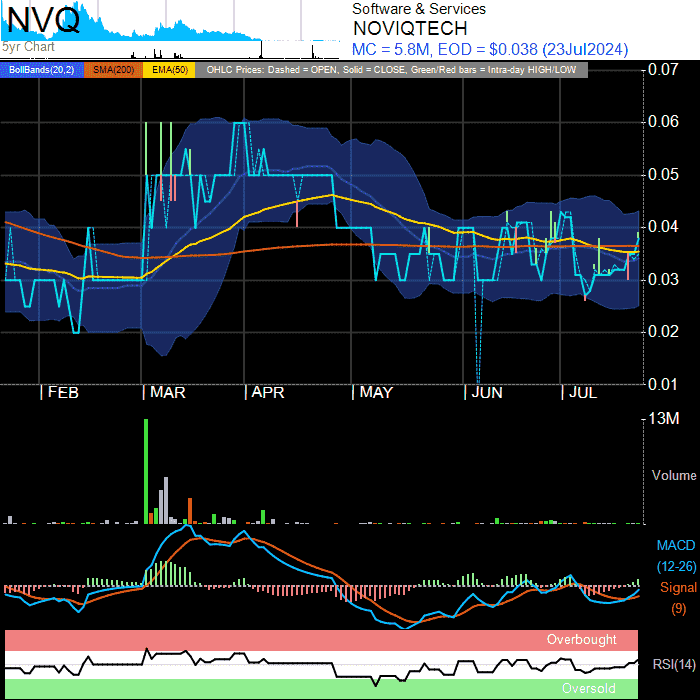 NVQ
5yr Chart
Software & Services
NOVIQTECH
MC = 5.8M, EOD = $0.038 (23Jul2024)
BollBands(20,2) SMA(200) EMA(50) OHLC Prices: Dashed = OPEN, Solid = CLOSE, Green/Red bars = Intra-day HIGH/LOW
0.07
0.06
0.05
0.04
0.03
0.02
0.01
FEB MAR APR MAY JUN JUL
13M
Volume
MACD
(12-26)
Signal
(9)
Overbought
RSI(14)
Oversold